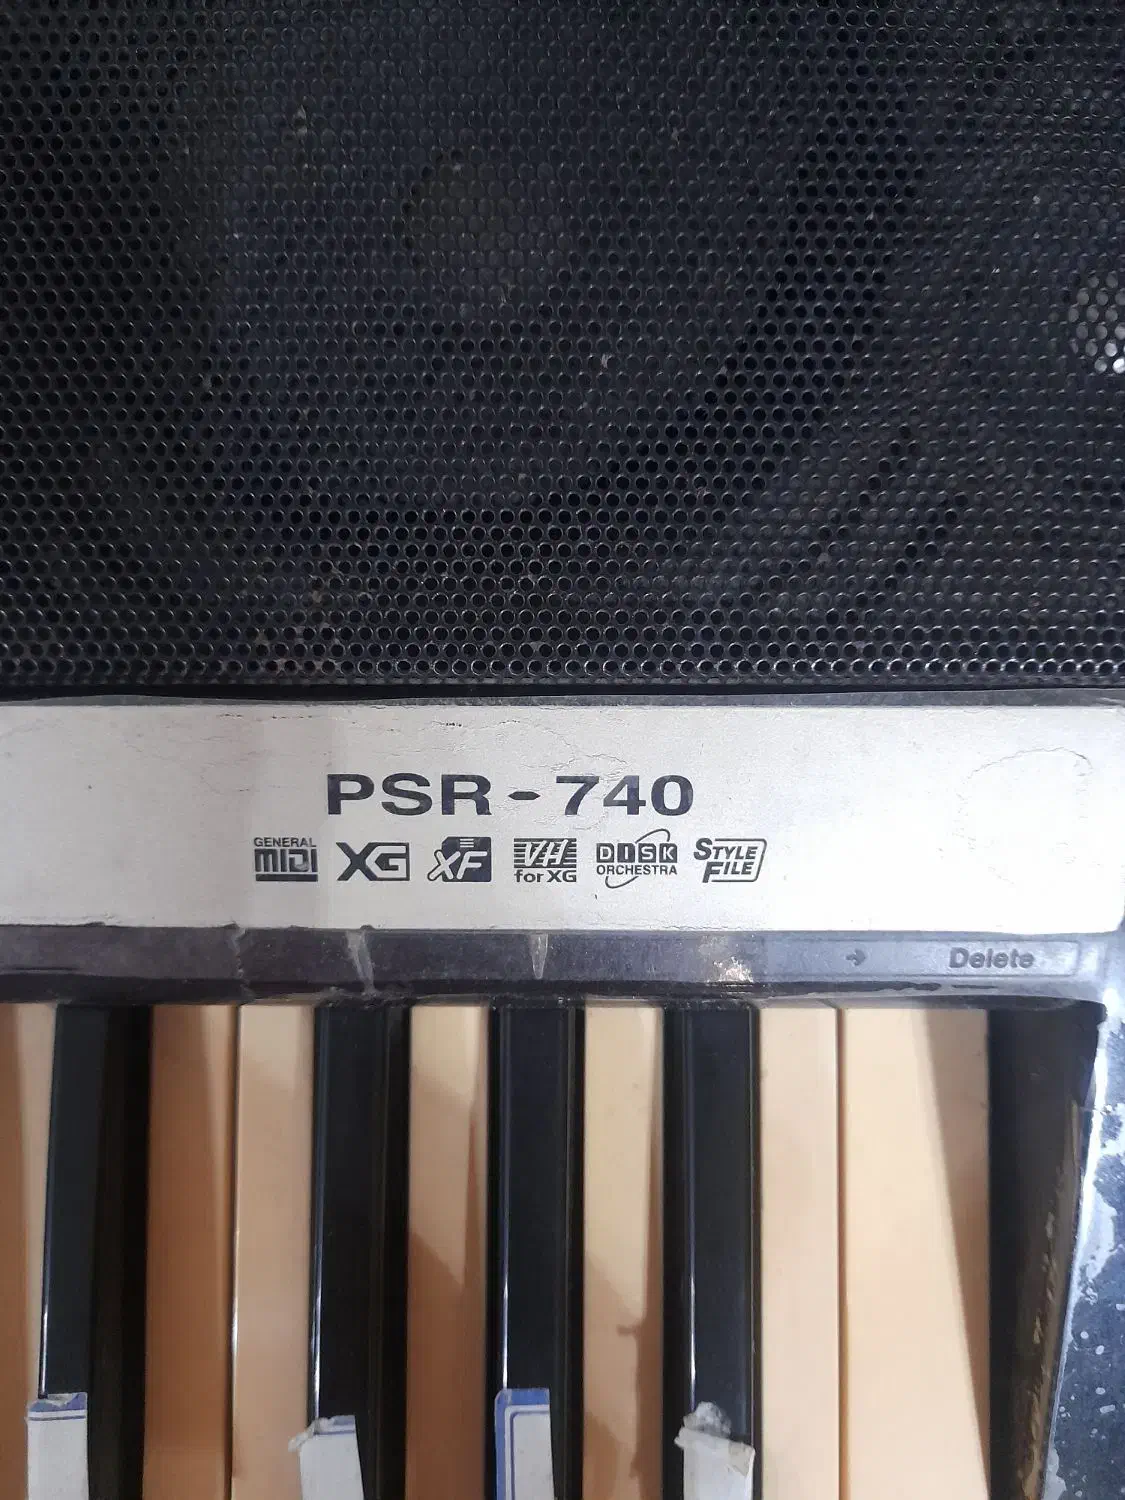 PSR-740
GENERAL MIDI XG XF VH for XG DISK ORCHESTRA STYLE FILE
→ Delete